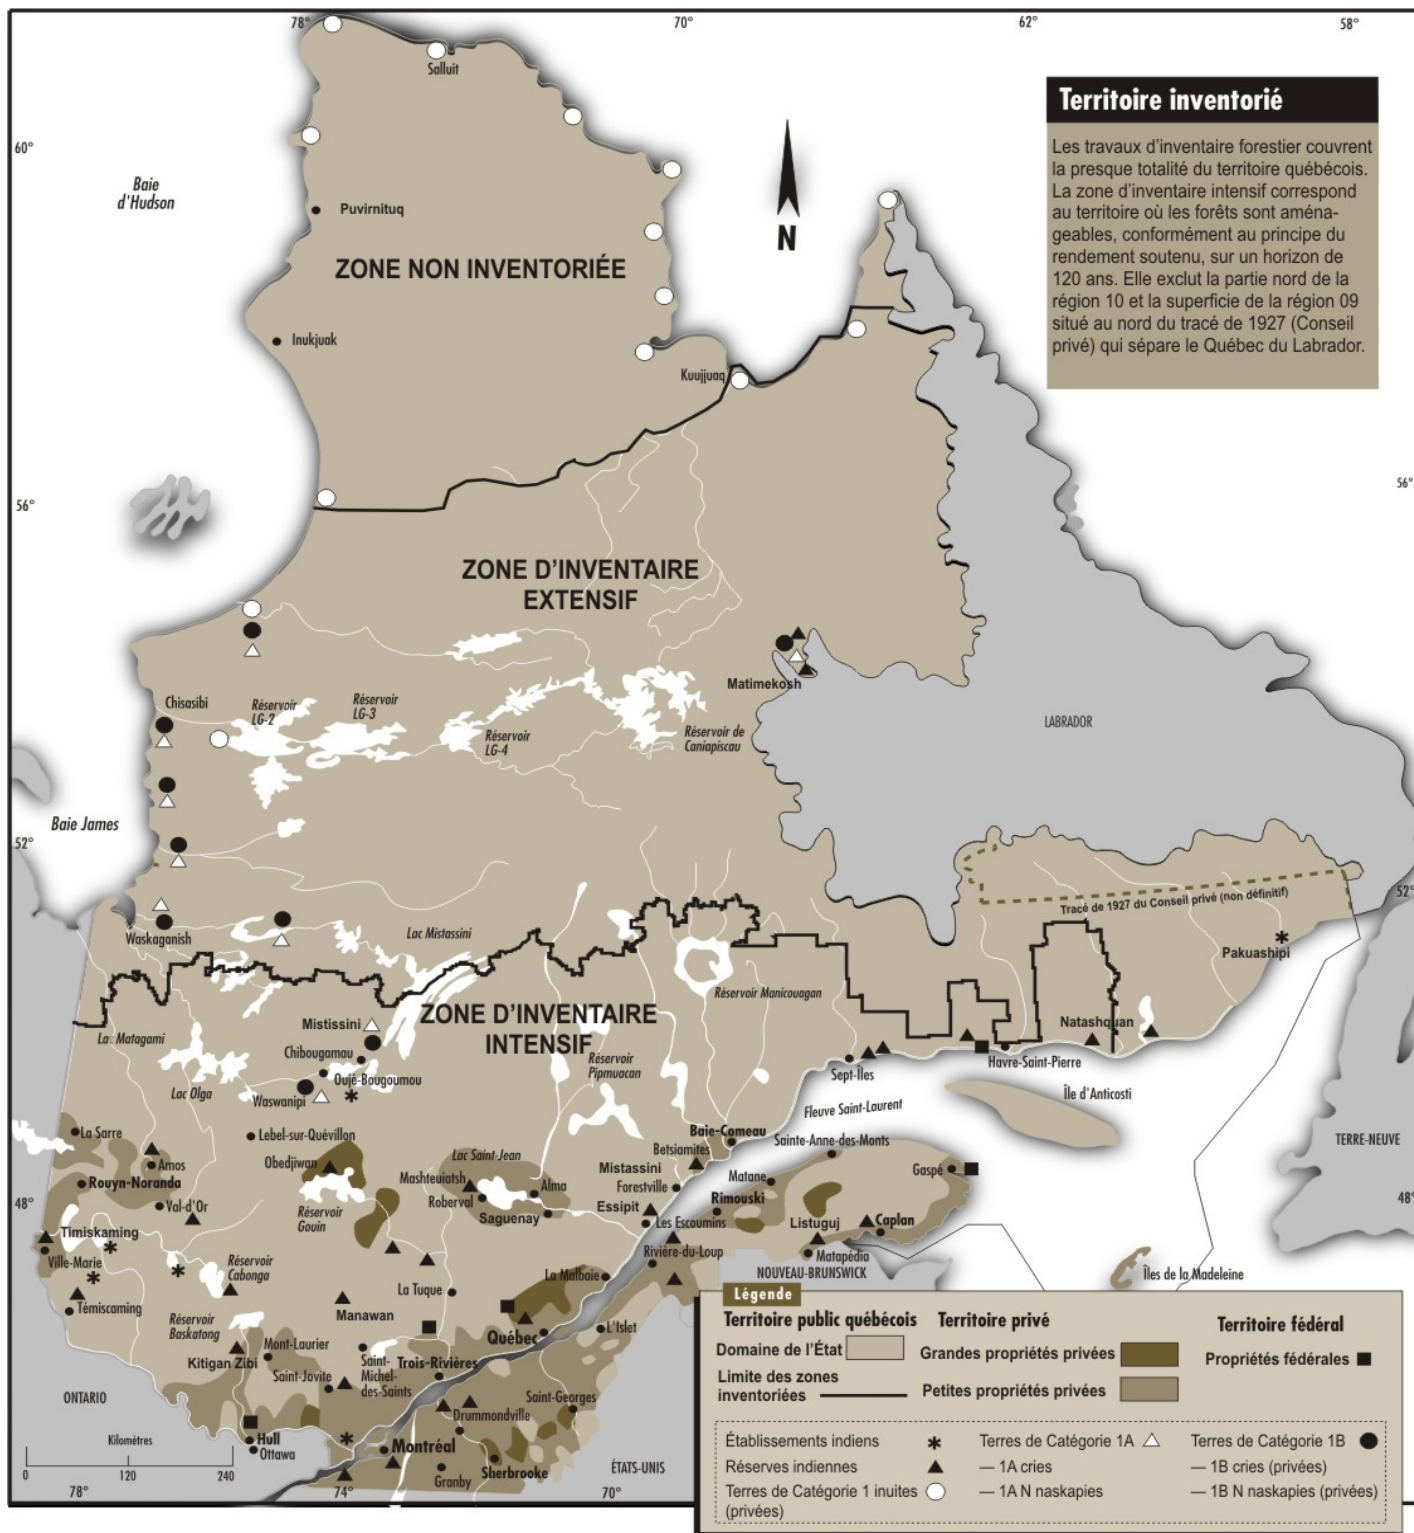 78°
70°
62°
58°
Salluit
Territoire inventorié
Les travaux d'inventaire forestier couvrent
la presque totalité du territoire québécois.
La zone d'inventaire intensif correspond
au territoire où les forêts sont aména-
geables, conformément au principe du
rendement soutenu, sur un horizon de
120 ans. Elle exclut la partie nord de la
région 10 et la superficie de la région 09
situé au nord du tracé de 1927 (Conseil
privé) qui sépare le Québec du Labrador.
60°
Baie
d'Hudson
Puvirnituq
N
ZONE NON INVENTORIÉE
Inukjuak
Kuujjuaq
56°
56°
ZONE D'INVENTAIRE
EXTENSIF
Matimekosh
Chisasibi
Réservoir
LG-2
Réservoir
LG-3
Réservoir
LG-4
Réservoir de
Caniapiscau
LABRADOR
Baie James
52°
52°
Tracé de 1927 du Conseil privé (non définitif)
Waskaganish
Lac Mistassini
Pakuashipi
Réservoir Manicouagan
ZONE D'INVENTAIRE
INTENSIF
Mistissini
La. Matagami
Natashquan
Chibougamau
Oujé-Bougoumou
Réservoir
Pipmuacan
Sept-Îles
Havre-Saint-Pierre
Lac Olga
Waswanipi
Île d'Anticosti
Fleuve Saint-Laurent
La Sarre
Lebel-sur-Quévillon
Baie-Comeau
Betsiamites
Sainte-Anne-des-Monts
TERRE-NEUVE
Amos
Obedjiwan
Lac Saint-Jean
Mashteuiatsh
Mistassini
Matane
Gaspé
Rouyn-Noranda
Roberval
Alma
Forestville
Rimouski
48°
48°
Val-d'Or
Réservoir
Gouin
Saguenay
Essipit
Les Escoumins
Listuguj
Caplan
Timiskaming
Ville-Marie
Rivière-du-Loup
Matapédia
Réservoir
Cabonga
La Malbaie
NOUVEAU-BRUNSWICK
Îles de la Madeleine
Témiscaming
La Tuque
Manawan
Réservoir
Baskatong
Québec
L'Islet
Mont-Laurier
Kitigan Zibi
Saint-
Michel-
des-Saints
Trois-Rivières
Saint-Jovite
ONTARIO
Saint-Georges
Drummondville
Hull
Ottawa
Montréal
Granby
Sherbrooke
ÉTATS-UNIS
Kilomètres
0
120
240
78°
74°
70°
Légende
Territoire public québécois
Domaine de l'État
Limite des zones
inventoriées
Territoire privé
Grandes propriétés privées
Petites propriétés privées
Territoire fédéral
Propriétés fédérales
Établissements indiens
Réserves indiennes
Terres de Catégorie 1 inuites
(privées)
Terres de Catégorie 1A
— 1A cries
— 1A N naskapies
Terres de Catégorie 1B
— 1B cries (privées)
— 1B N naskapies (privées)